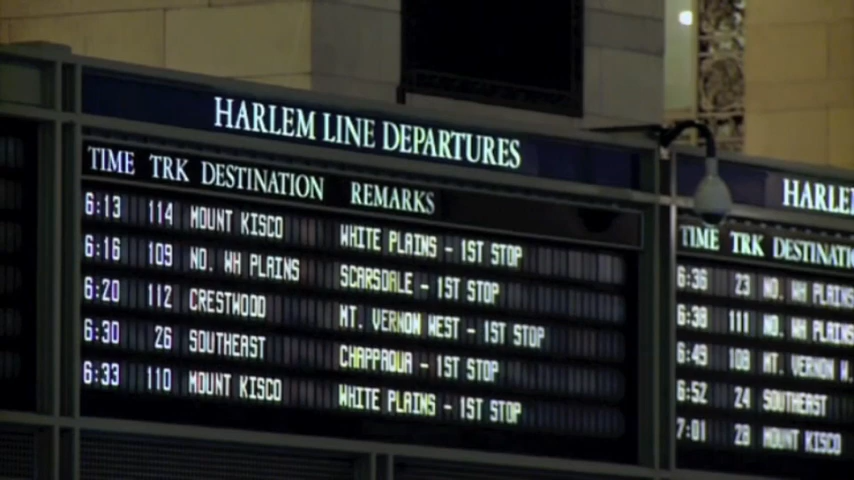 HARLEM LINE DEPARTURES
TIME TRK DESTINATION REMARKS
6:13 114 MOUNT KISCO WHITE PLAINS - 1ST STOP
6:16 109 NO. WH PLAINS SCARSDALE - 1ST STOP
6:20 112 CRESTWOOD MT. VERNON WEST - 1ST STOP
6:30 26 SOUTHEAST CHAPPAQUA - 1ST STOP
6:33 110 MOUNT KISCO WHITE PLAINS - 1ST STOP
HARLE
TIME TRK DESTINATIO
6:36 23 NO. WH PLAINS
6:38 111 NO. WH PLAINS
6:49 108 MT. VERNON W.
6:52 24 SOUTHEAST
7:01 28 MOUNT KISCO